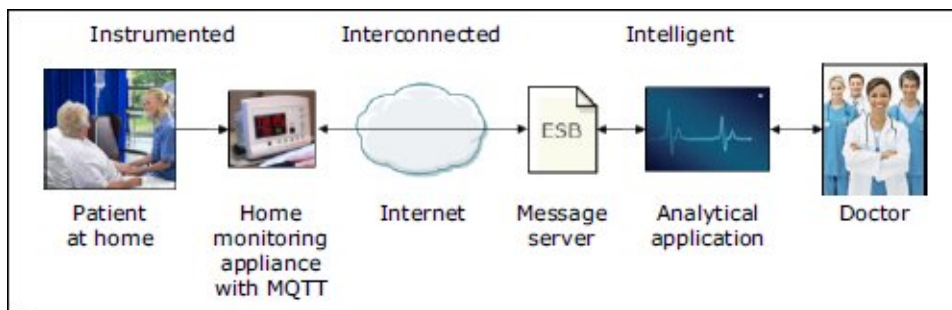 Instrumented
Interconnected
Intelligent
ESB
Patient
at home
Home
monitoring
appliance
with MQTT
Internet
Message
server
Analytical
application
Doctor